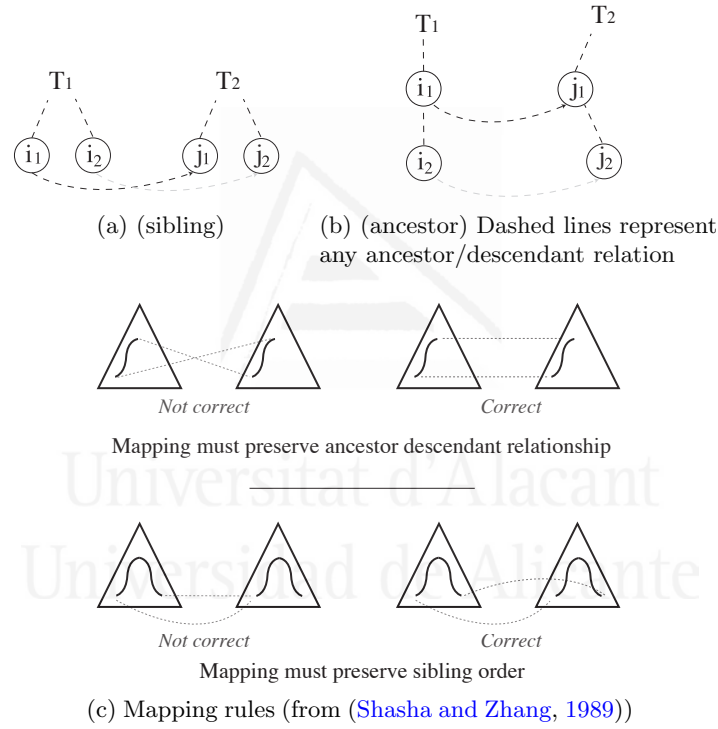 T1 T2
i1 i2 j1 j2
(a) (sibling)
T1 T2
i1 j1
i2 j2
(b) (ancestor) Dashed lines represent
any ancestor/descendant relation
Not correct Correct
Mapping must preserve ancestor descendant relationship
Universitat d'Alacant
Universidad de Alicante
Not correct Correct
Mapping must preserve sibling order
(c) Mapping rules (from (Shasha and Zhang, 1989))